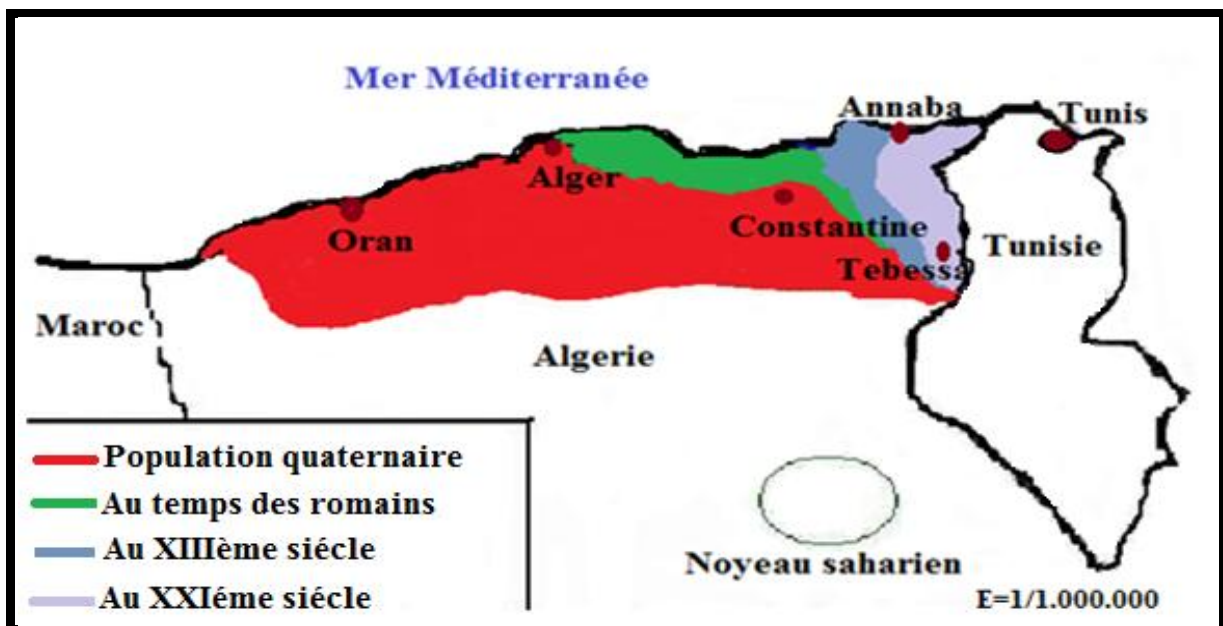 Mer Méditerranée
Annaba
Tunis
Alger
Oran
Constantine
Tebessa
Tunisie
Maroc
Algerie
Population quaternaire
Au temps des romains
Au XIIIème siécle
Au XXIéme siécle
Noyeau saharien
E=1/1.000.000